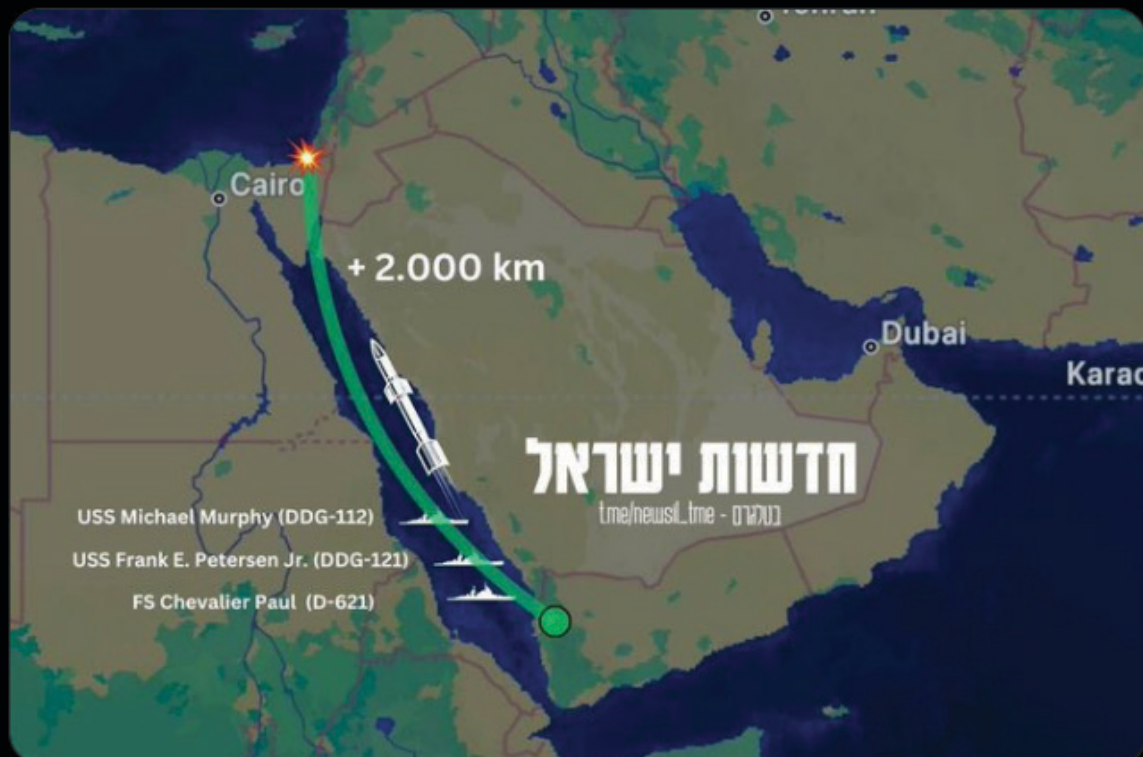 Cairo
+ 2.000 km
Dubai
חדשות ישראל
t.me/newsil_tme - בטלגרם
USS Michael Murphy (DDG-112)
USS Frank E. Petersen Jr. (DDG-121)
FS Chevalier Paul (D-621)